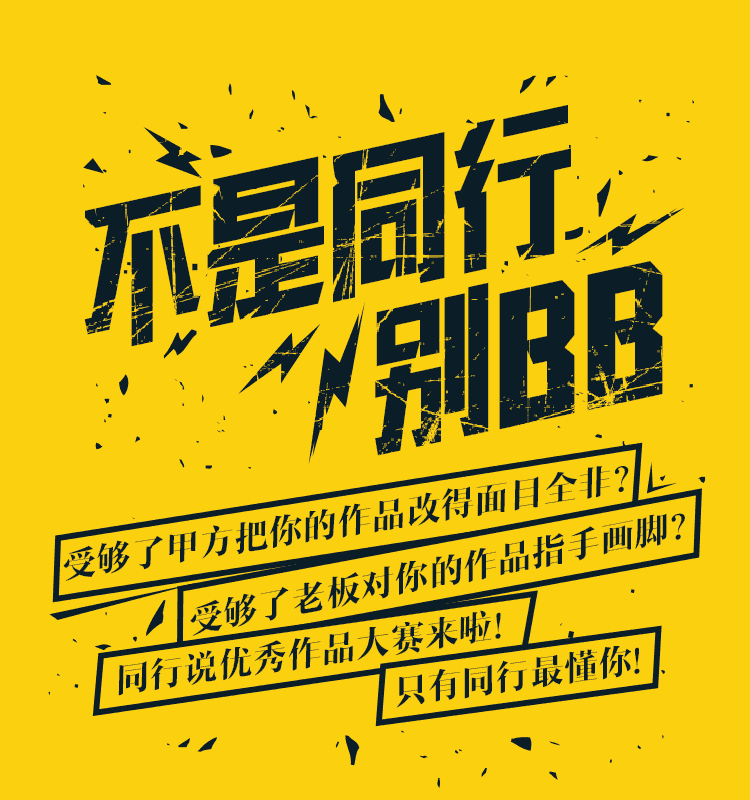 不是同行
别BB
受够了甲方把你的作品改得面目全非?
受够了老板对你的作品指手画脚?
同行说优秀作品大赛来啦!
只有同行最懂你!